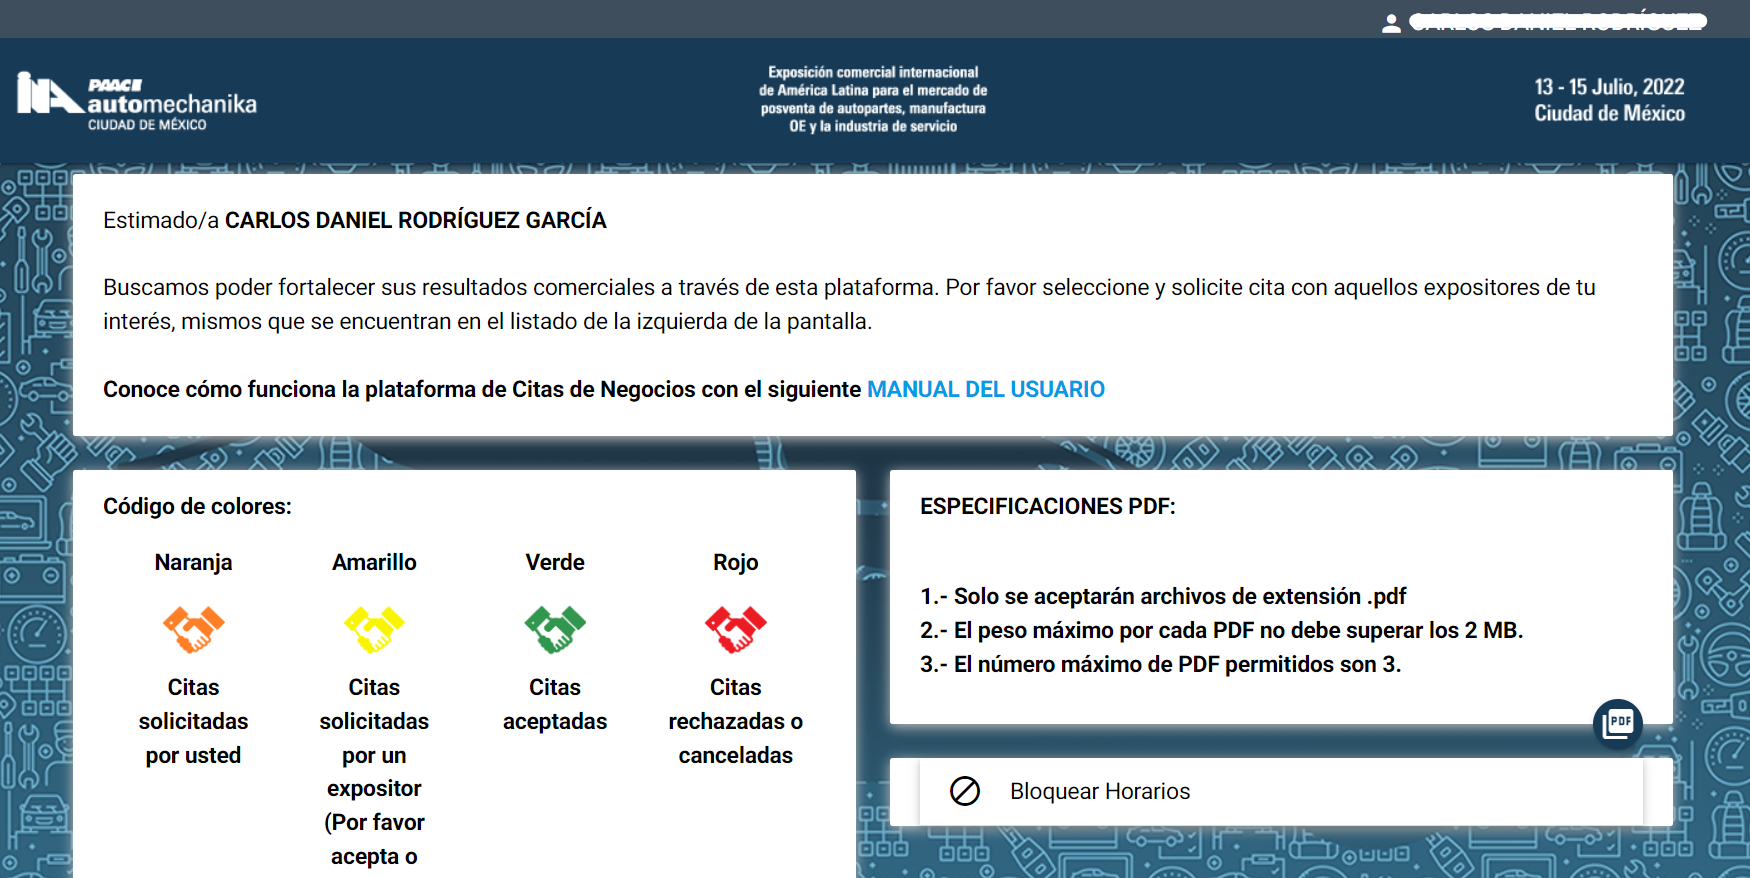 INA PAACE
automechanika
CIUDAD DE MÉXICO
Exposición comercial internacional
de América Latina para el mercado de
posventa de autopartes, manufactura
OE y la industria de servicio
13 - 15 Julio, 2022
Ciudad de México
Estimado/a CARLOS DANIEL RODRÍGUEZ GARCÍA
Buscamos poder fortalecer sus resultados comerciales a través de esta plataforma. Por favor seleccione y solicite cita con aquellos expositores de tu
interés, mismos que se encuentran en el listado de la izquierda de la pantalla.
Conoce cómo funciona la plataforma de Citas de Negocios con el siguiente MANUAL DEL USUARIO
Código de colores:
Naranja
Citas
solicitadas
por usted
Amarillo
Citas
solicitadas
por un
expositor
(Por favor
acepta o
Verde
Citas
aceptadas
Rojo
Citas
rechazadas o
canceladas
ESPECIFICACIONES PDF:
1.- Solo se aceptarán archivos de extensión .pdf
2.- El peso máximo por cada PDF no debe superar los 2 MB.
3.- El número máximo de PDF permitidos son 3.
PDF
Bloquear Horarios